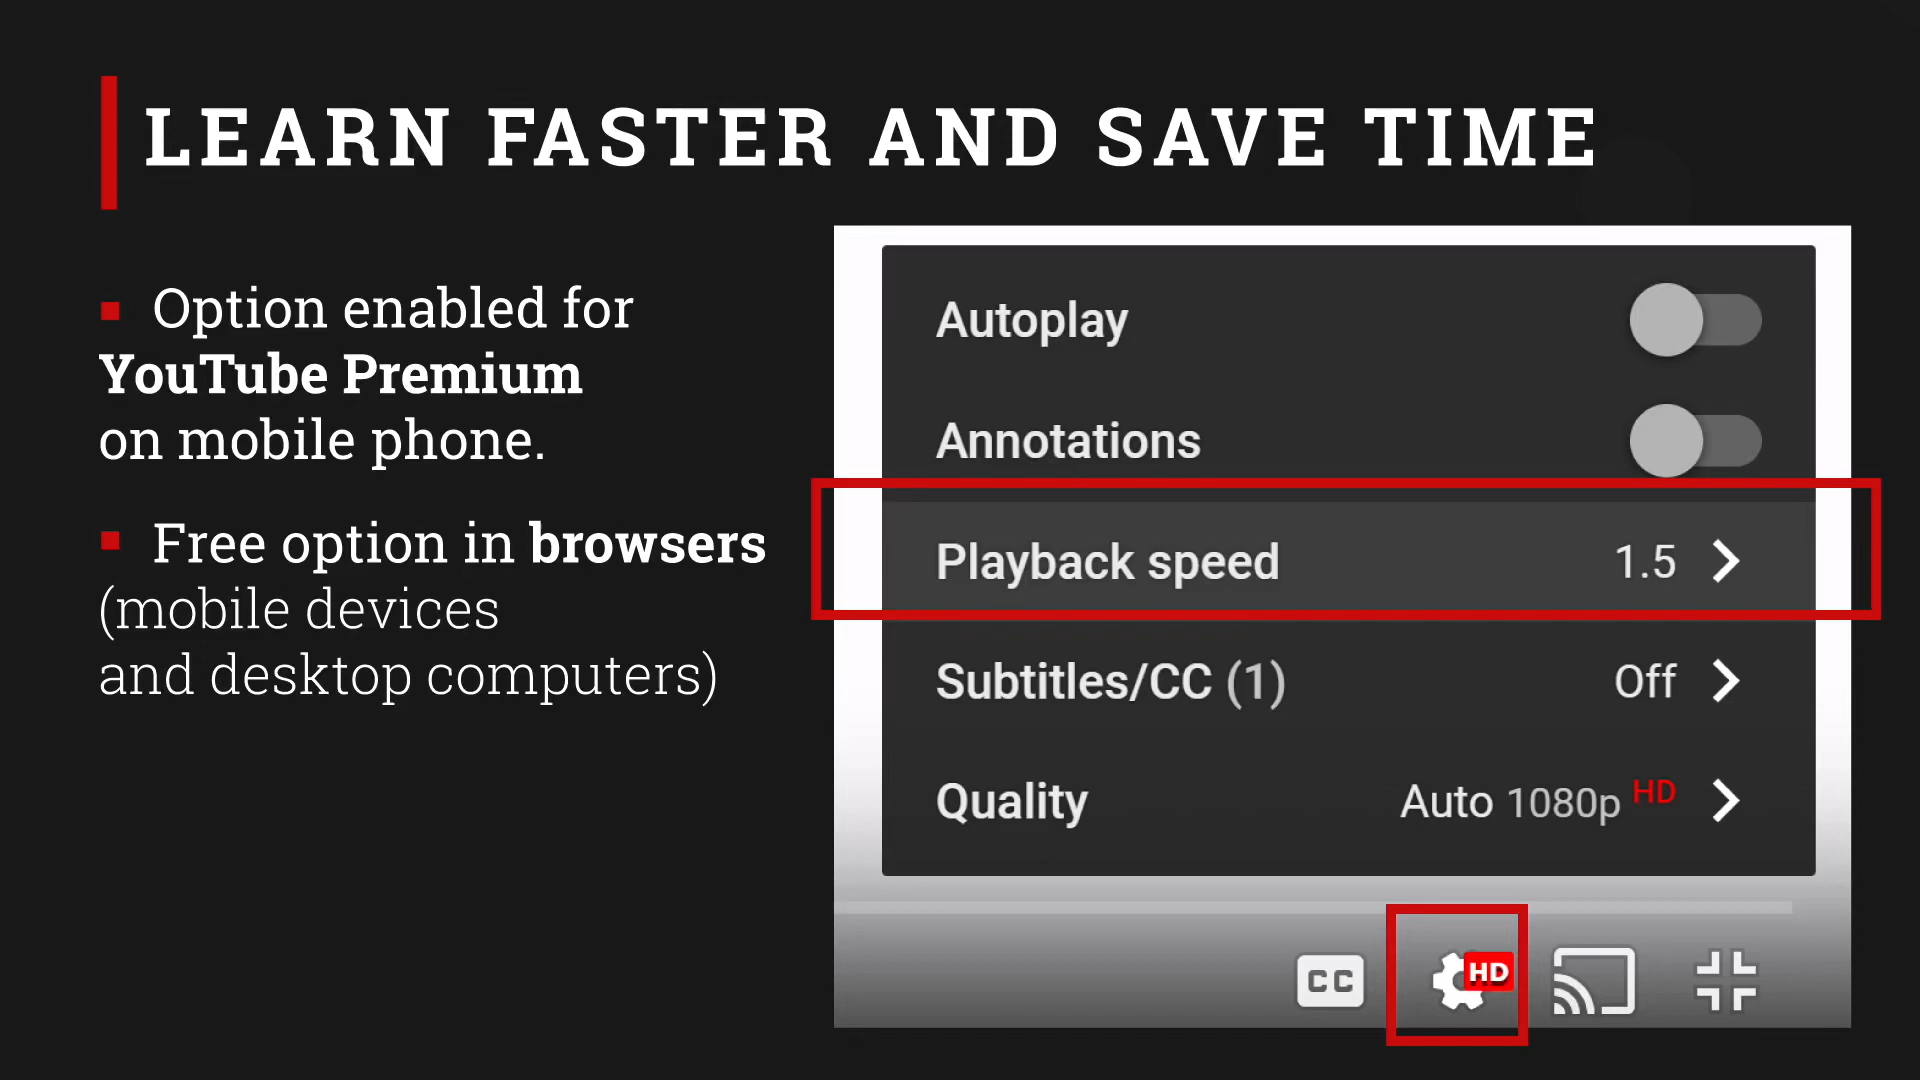 LEARN FASTER AND SAVE TIME
Option enabled for
YouTube Premium
on mobile phone.
Free option in browsers
(mobile devices
and desktop computers)
Autoplay
Annotations
Playback speed 1.5
Subtitles/CC (1) Off
Quality Auto 1080p HD
CC HD